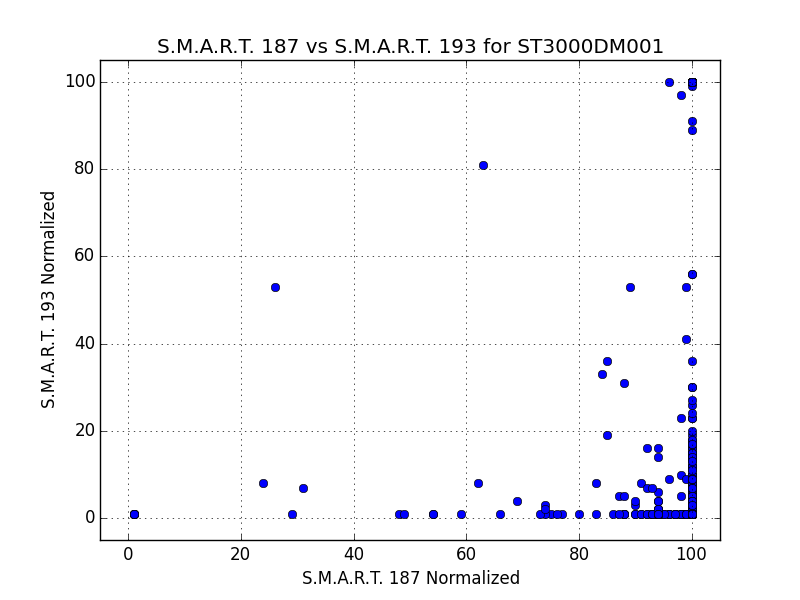 S.M.A.R.T. 187 vs S.M.A.R.T. 193 for ST3000DM001
100
80
60
40
20
0
S.M.A.R.T. 193 Normalized
0 20 40 60 80 100
S.M.A.R.T. 187 Normalized